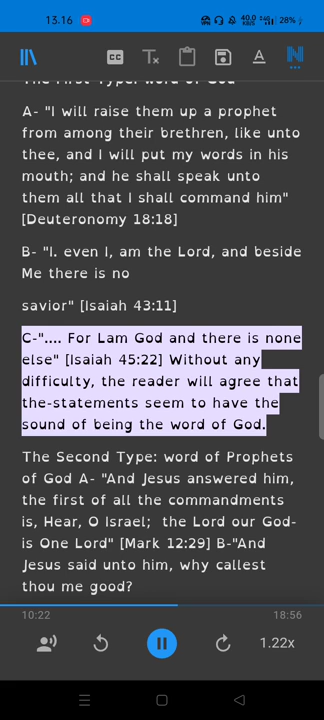 13.16
40.0
KB/S
28%
CC
T
A
N
The First Type: word of God
A- "I will raise them up a prophet
from among their brethren, like unto
thee, and I will put my words in his
mouth; and he shall speak unto
them all that I shall command him"
[Deuteronomy 18:18]
B- "I. even I, am the Lord, and beside
Me there is no
savior" [Isaiah 43:11]
C-".... For Lam God and there is none
else" [Isaiah 45:22] Without any
difficulty, the reader will agree that
the-statements seem to have the
sound of being the word of God.
The Second Type: word of Prophets
of God A- "And Jesus answered him,
the first of all the commandments
is, Hear, O Israel;  the Lord our God-
is One Lord" [Mark 12:29] B-"And
Jesus said unto him, why callest
thou me good?
10:22
18:56
1.22x